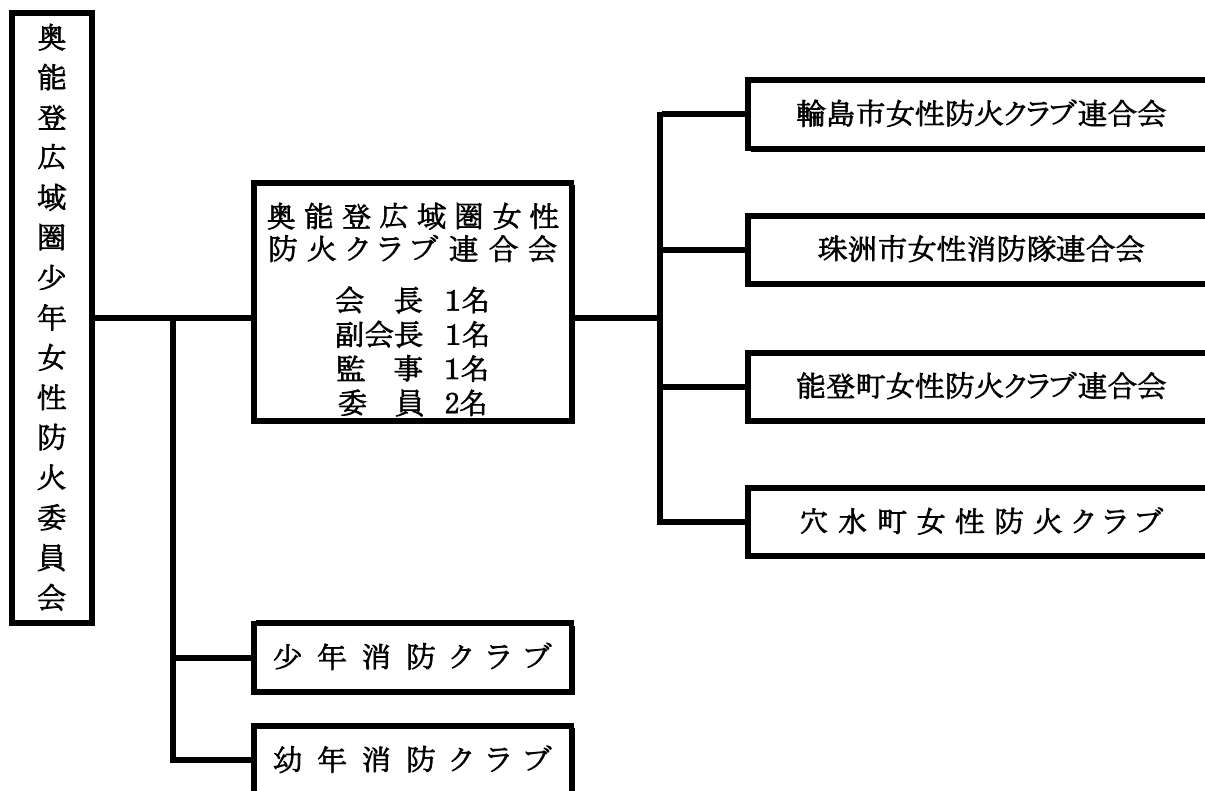 奥能登広域圏少年女性防火委員会
奥能登広域圏女性
防火クラブ連合会
会　長　1名
副会長　1名
監　事　1名
委　員　2名
輪島市女性防火クラブ連合会
珠洲市女性消防隊連合会
能登町女性防火クラブ連合会
穴水町女性防火クラブ
少年消防クラブ
幼年消防クラブ